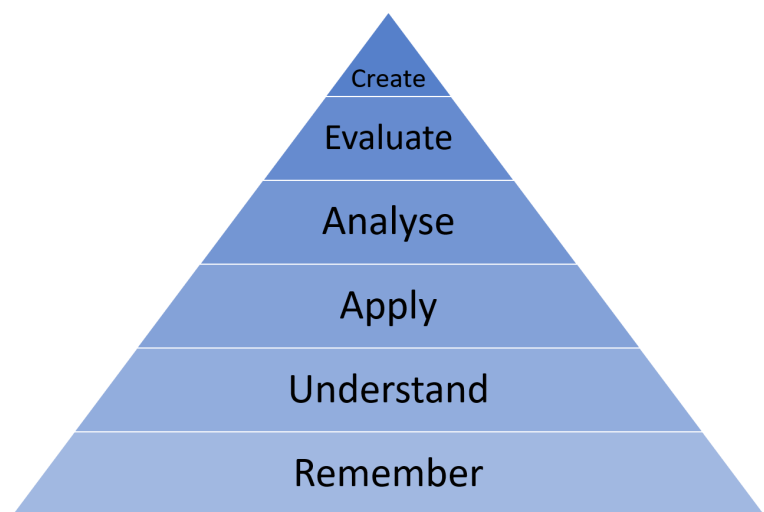 Create
Evaluate
Analyse
Apply
Understand
Remember